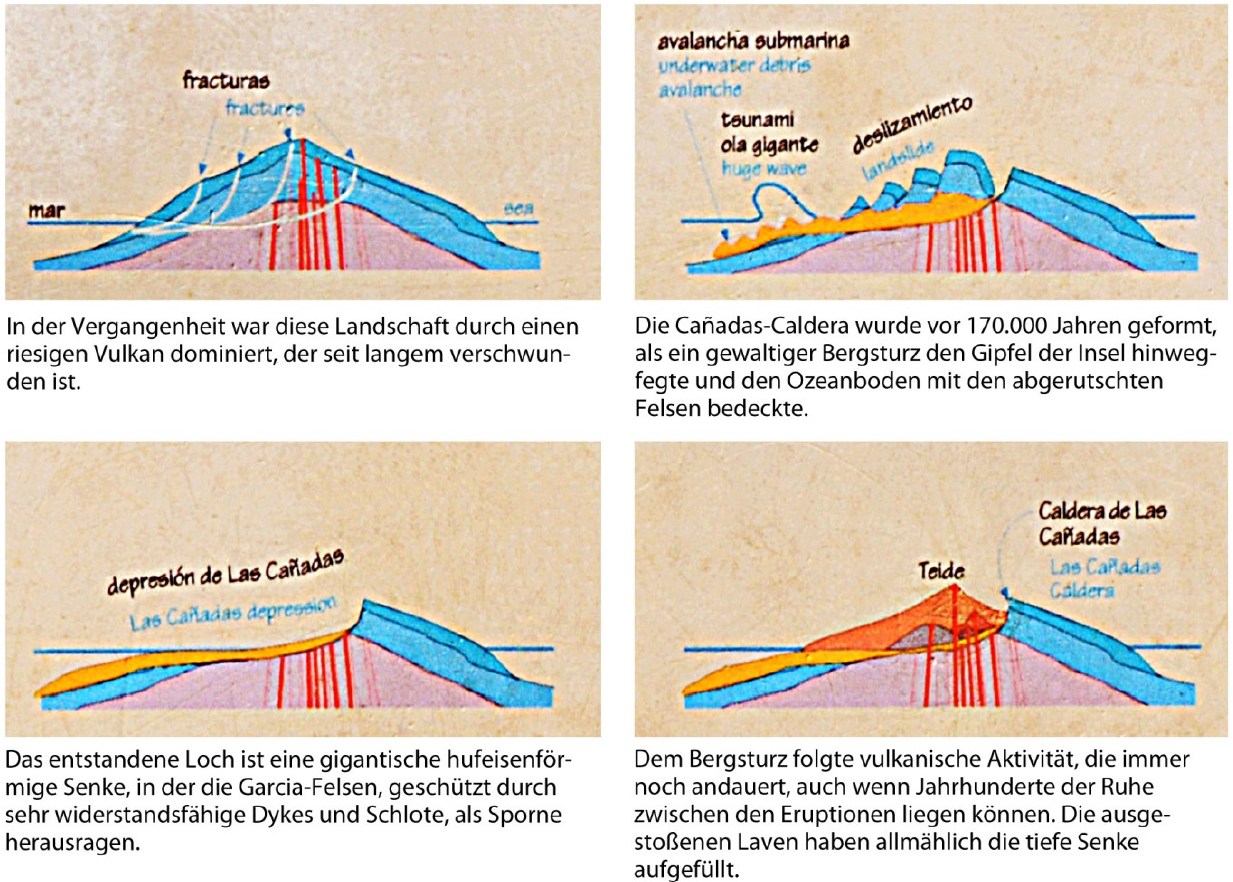 fracturas
fractures
mar
sea
In der Vergangenheit war diese Landschaft durch einen
riesigen Vulkan dominiert, der seit langem verschwun-
den ist.
avalancha submarina
underwater debris
avalanche
tsunami
ola gigante
huge wave
deslizamiento
landslide
Die Cañadas-Caldera wurde vor 170.000 Jahren geformt,
als ein gewaltiger Bergsturz den Gipfel der Insel hinweg-
fegte und den Ozeanboden mit den abgerutschten
Felsen bedeckte.
depresión de Las Cañadas
Las Cañadas depression
Das entstandene Loch ist eine gigantische hufeisenför-
mige Senke, in der die Garcia-Felsen, geschützt durch
sehr widerstandsfähige Dykes und Schlote, als Sporne
herausragen.
Caldera de Las
Cañadas
Las Cañadas
Caldera
Teide
Dem Bergsturz folgte vulkanische Aktivität, die immer
noch andauert, auch wenn Jahrhunderte der Ruhe
zwischen den Eruptionen liegen können. Die ausge-
stoßenen Laven haben allmählich die tiefe Senke
aufgefüllt.